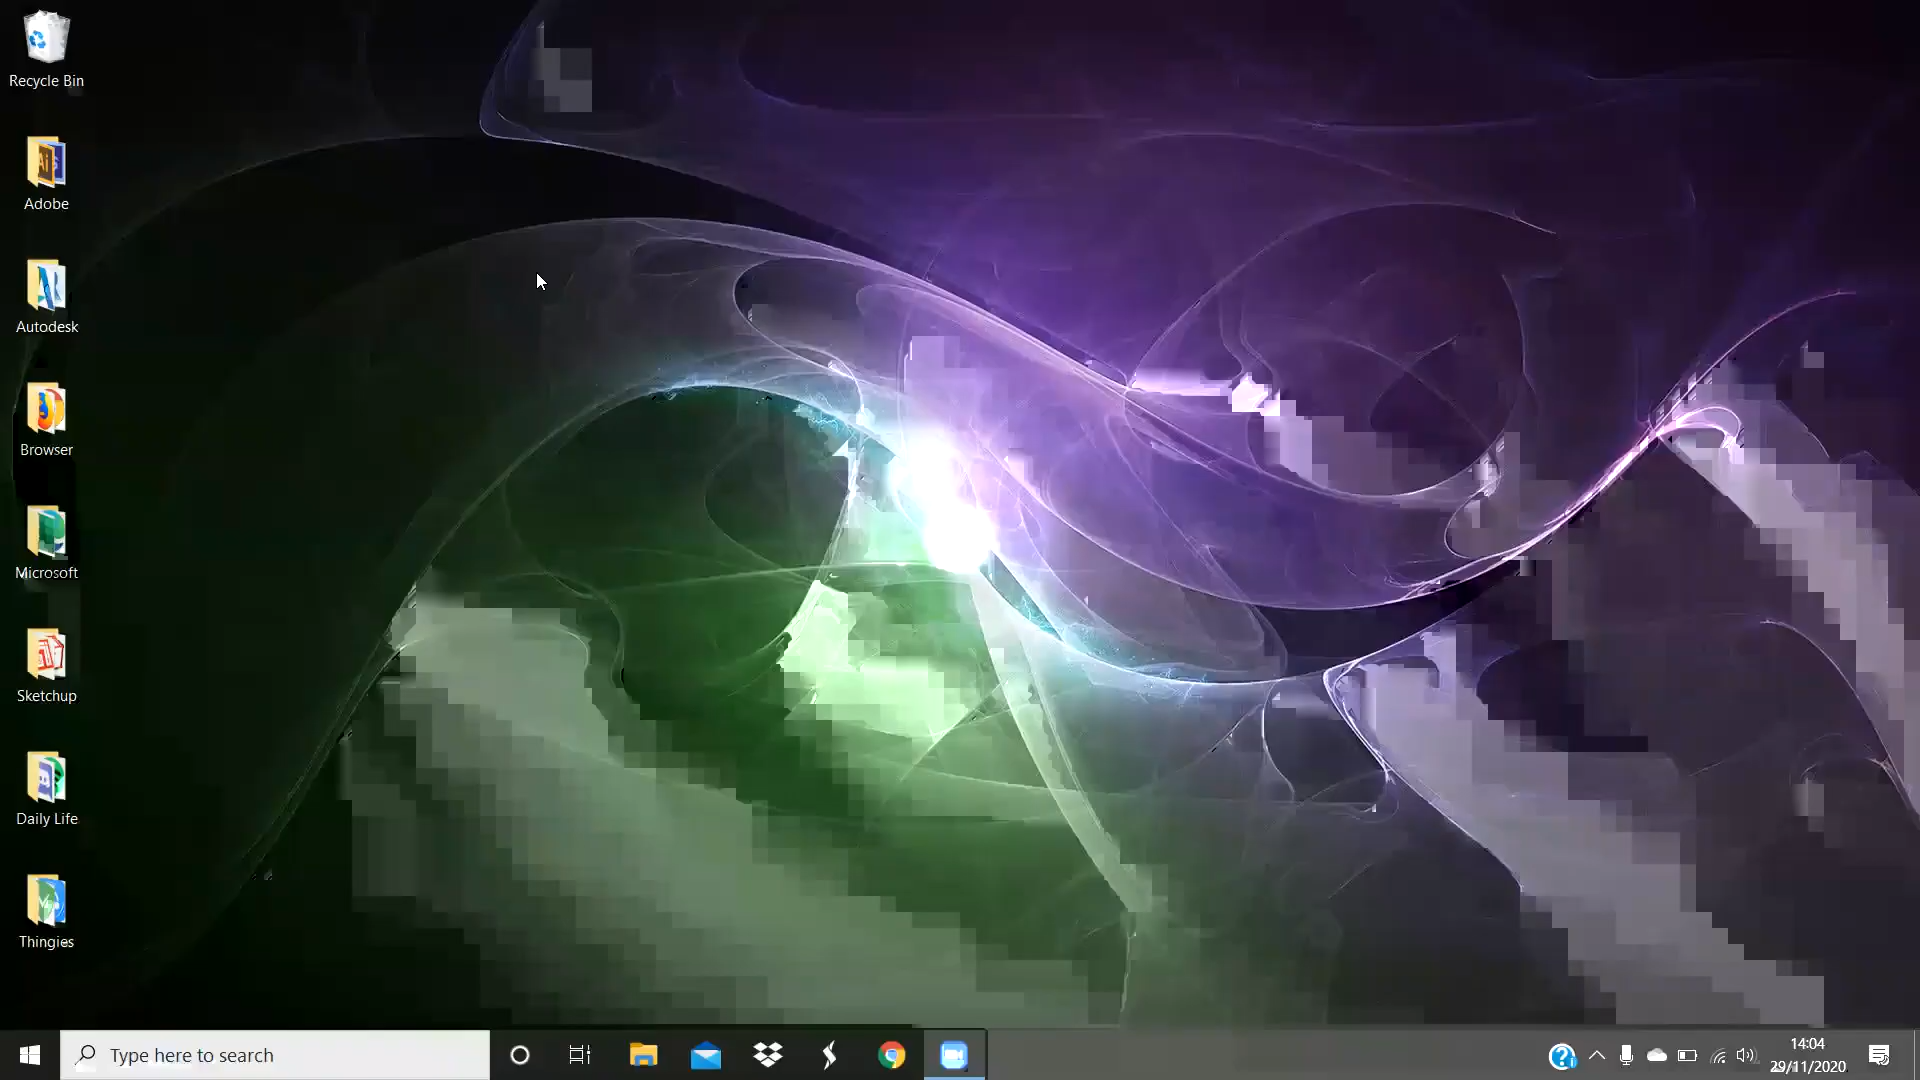 Recycle Bin
Adobe
Autodesk
Browser
Microsoft
Sketchup
Daily Life
Thingies
Type here to search
14:04
29/11/2020